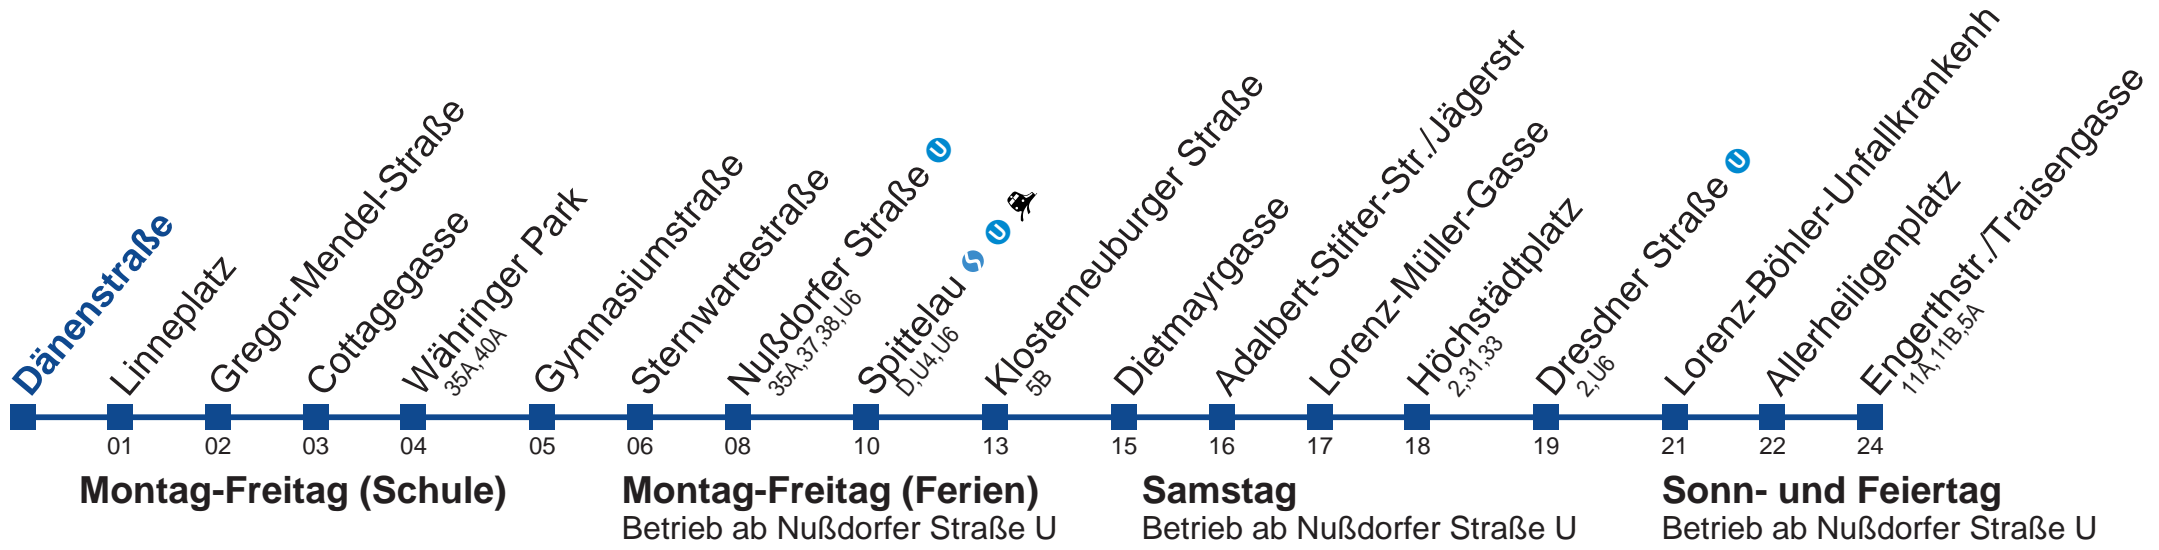 Dänenstraße
Linneplatz
Gregor-Mendel-Straße
Cottagegasse
Währinger Park
35A,40A
Gymnasiumstraße
Sternwartestraße
Nußdorfer Straße U
35A,37,38,U6
Spittelau S U
D,U4,U6
Klosterneuburger Straße
5B
Dietmayrgasse
Adalbert-Stifter-Str./Jägerstr
Lorenz-Müller-Gasse
Höchstädtplatz
2,31,33
Dresdner Straße U
2,U6
Lorenz-Böhler-Unfallkrankenh
Allerheiligenplatz
Engerthstr./Traisengasse
11A,11B,5A
01 02 03 04 05 06 08 10 13 15 16 17 18 19 21 22 24
Montag-Freitag (Schule)
Montag-Freitag (Ferien)
Betrieb ab Nußdorfer Straße U
Samstag
Betrieb ab Nußdorfer Straße U
Sonn- und Feiertag
Betrieb ab Nußdorfer Straße U